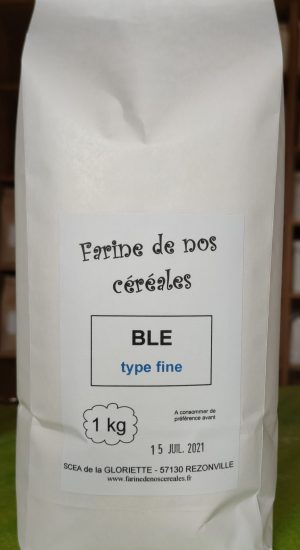 Farine de nos
céréales
BLE
type fine
1 kg
A consommer de
préférence avant
15 JUIL. 2021
SCEA de la GLORIETTE - 57130 REZONVILLE
www.farinedenoscereales.fr